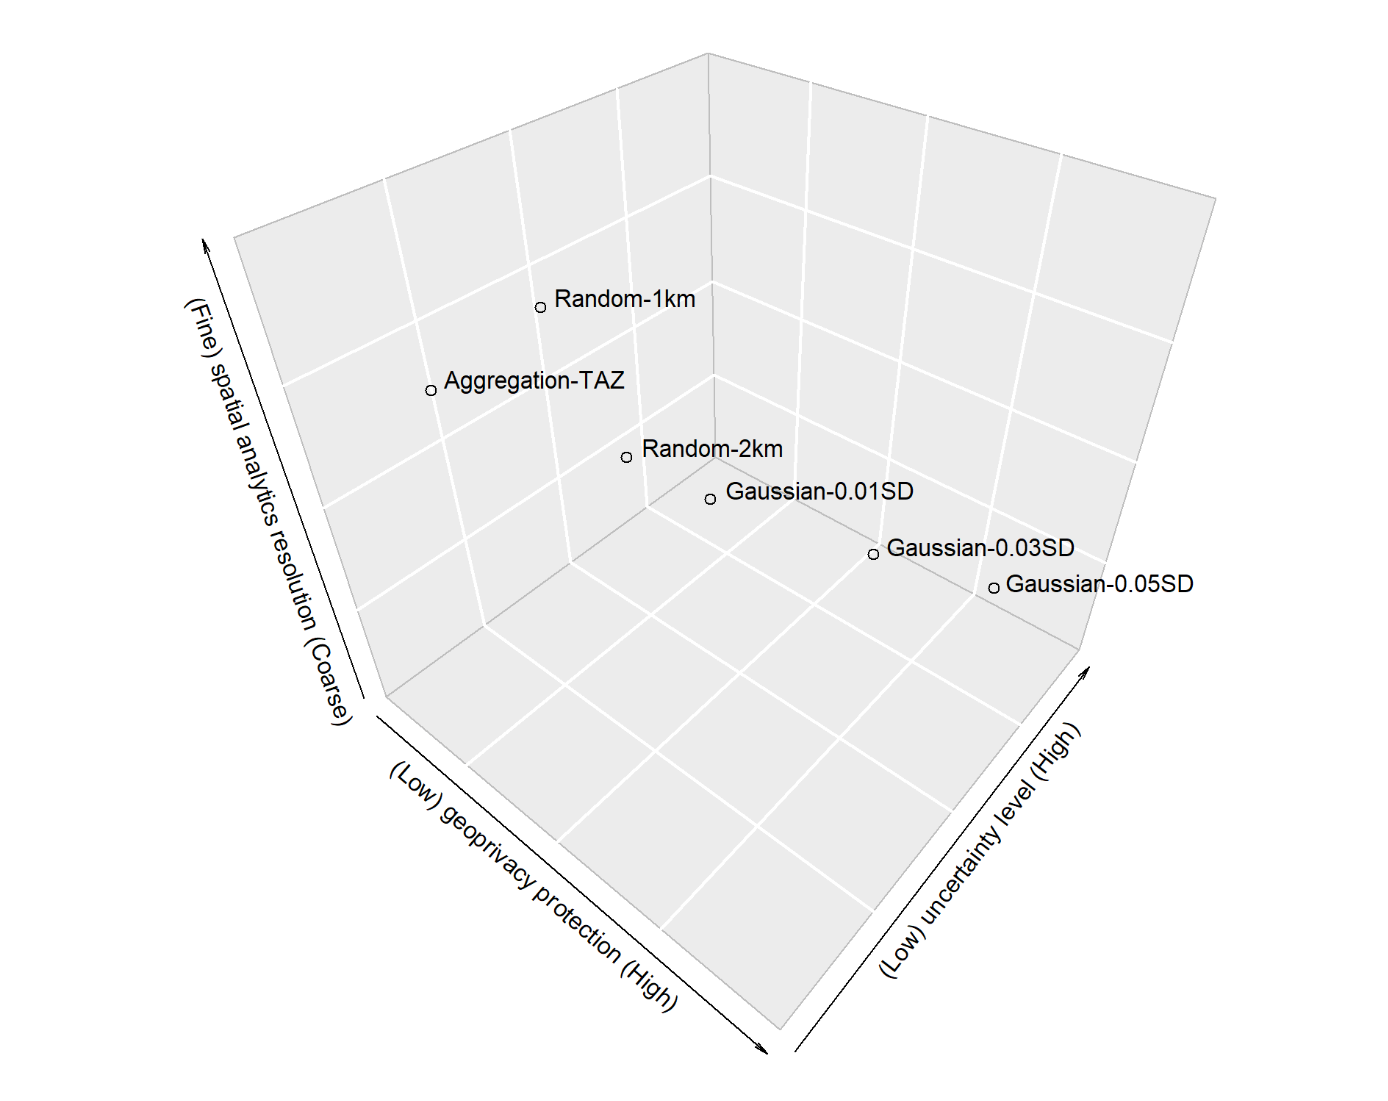 Random-1km
Aggregation-TAZ
Random-2km
Gaussian-0.01SD
Gaussian-0.03SD
Gaussian-0.05SD
(Fine) spatial analytics resolution (Coarse)
(Low) geoprivacy protection (High)
(Low) uncertainty level (High)